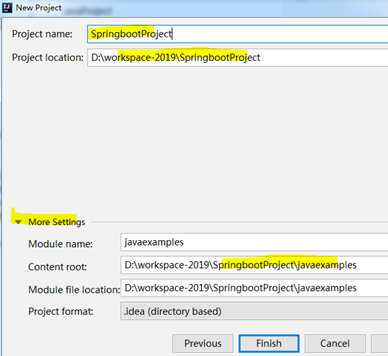 New Project
Project name: SpringbootProject
Project location: D:\workspace-2019\SpringbootProject
More Settings
Module name: javaexamples
Content root: D:\workspace-2019\SpringbootProject\javaexamples
Module file location: D:\workspace-2019\SpringbootProject\javaexamples
Project format: .idea (directory based)
Previous Finish Cancel